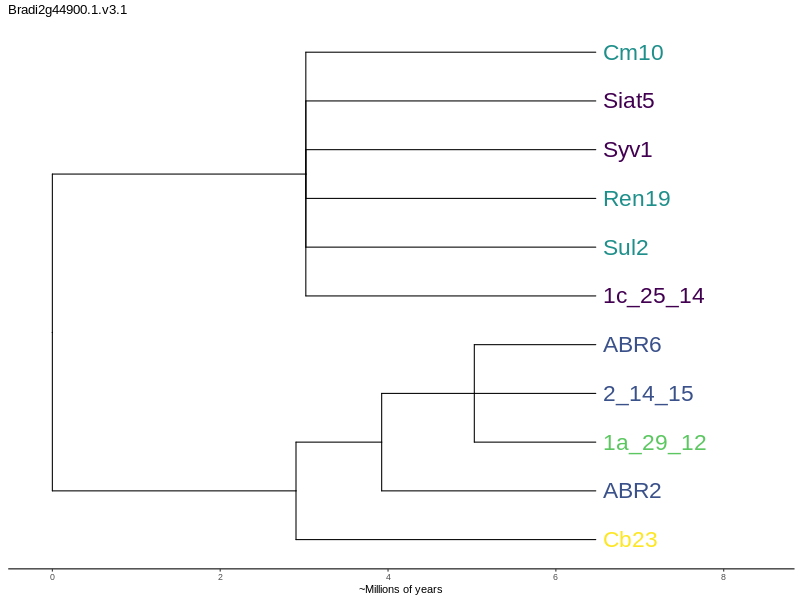 Bradi2g44900.1.v3.1
Cm10
Siat5
Syv1
Ren19
Sul2
1c_25_14
ABR6
2_14_15
1a_29_12
ABR2
Cb23
0 2 4 6 8
~Millions of years